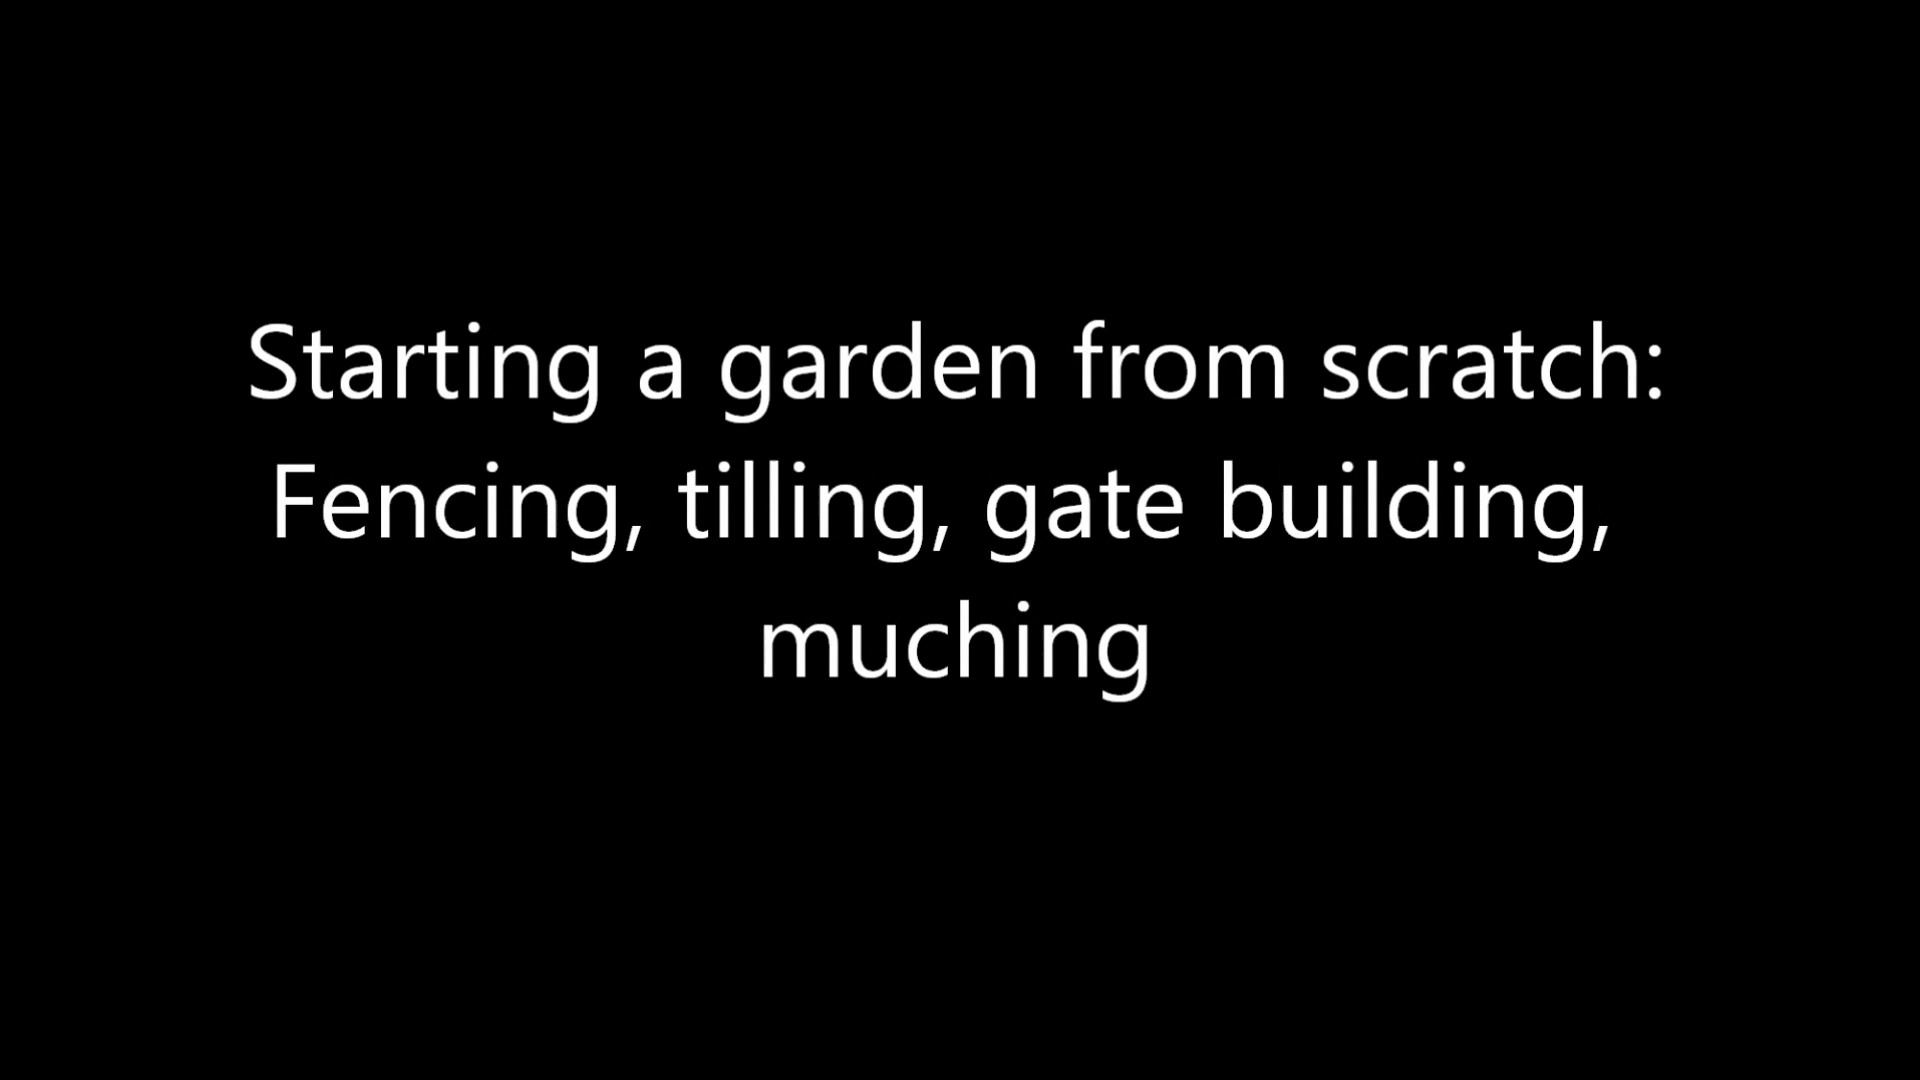 Starting a garden from scratch:
Fencing, tilling, gate building,
muching